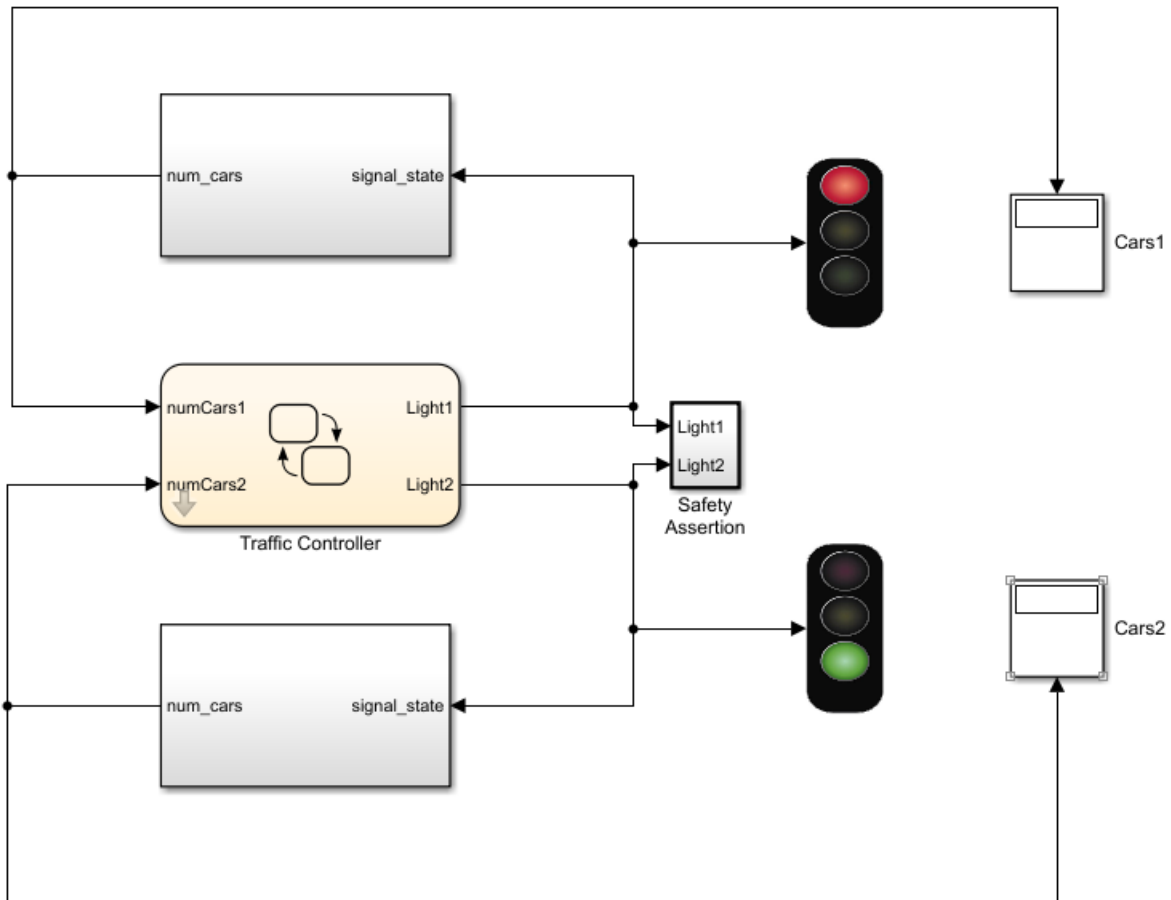 num_cars
signal_state
Cars1
numCars1
Light1
numCars2
Light2
Light1
Light2
Safety
Assertion
Traffic Controller
Cars2
num_cars
signal_state